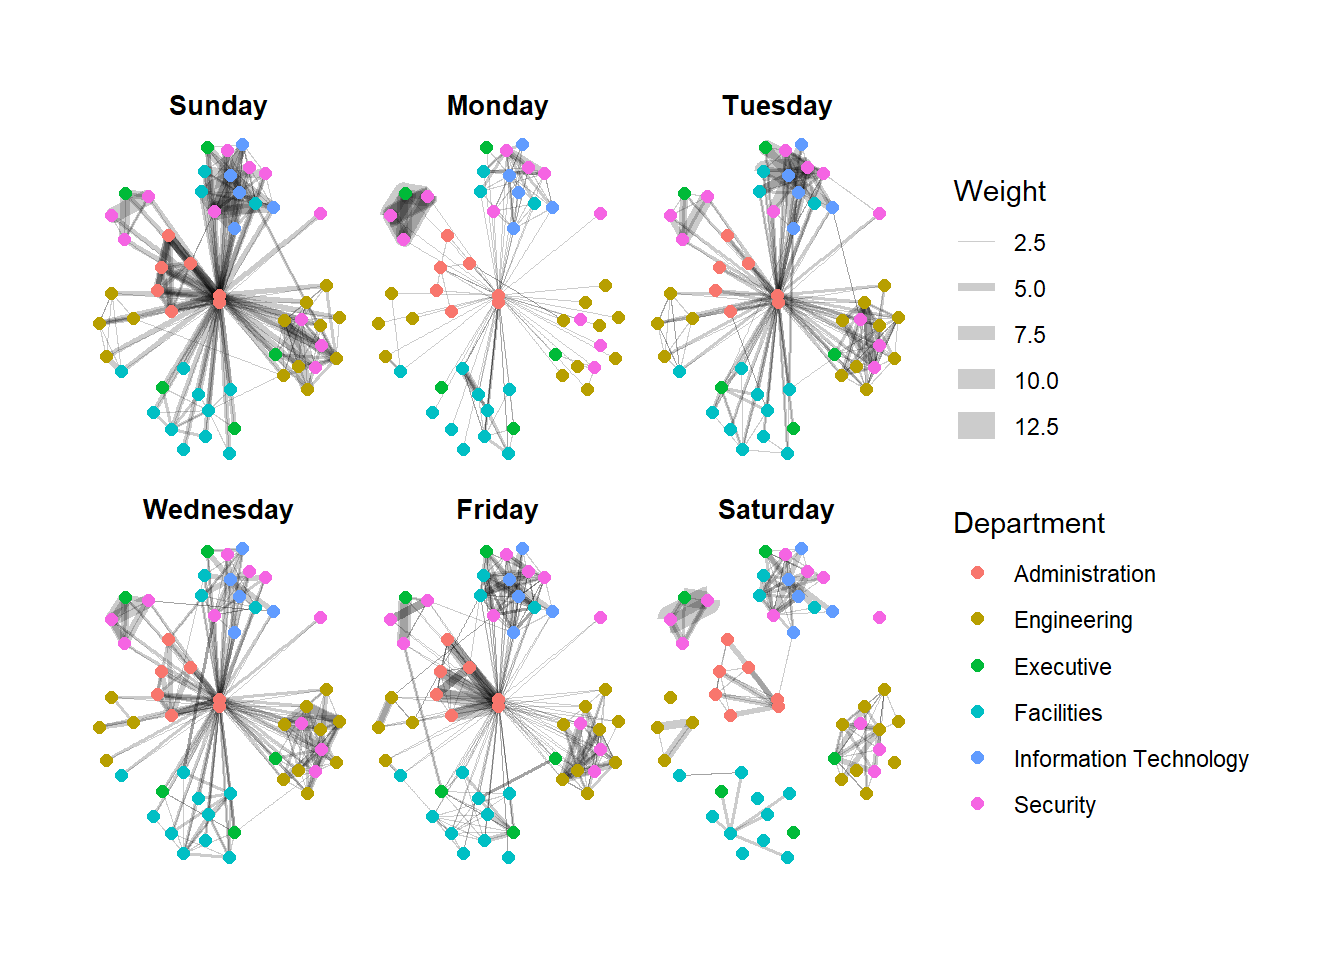 Sunday
Monday
Tuesday
Wednesday
Friday
Saturday
Weight
2.5
5.0
7.5
10.0
12.5
Department
Administration
Engineering
Executive
Facilities
Information Technology
Security